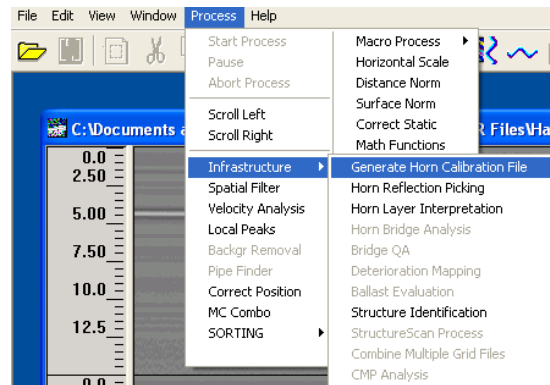 File Edit View Window Process Help
Start Process
Pause
Abort Process
Scroll Left
Scroll Right
Infrastructure
Spatial Filter
Velocity Analysis
Local Peaks
Backgr Removal
Pipe Finder
Correct Position
MC Combo
SORTING
Macro Process
Horizontal Scale
Distance Norm
Surface Norm
Correct Static
Math Functions
Generate Horn Calibration File
Horn Reflection Picking
Horn Layer Interpretation
Horn Bridge Analysis
Bridge QA
Deterioration Mapping
Ballast Evaluation
Structure Identification
StructureScan Process
Combine Multiple Grid Files
CMP Analysis
C:\Documents a
R Files\Ha
0.0
2.50
5.00
7.50
10.0
12.5
0.0